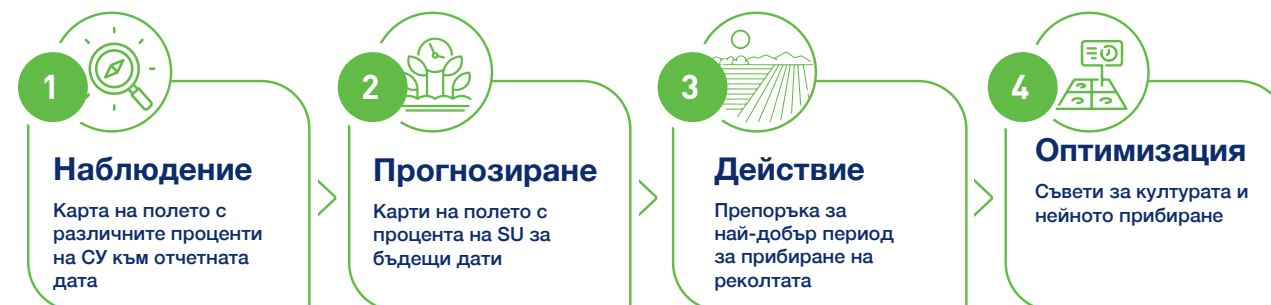 1
Наблюдение
Карта на полето с
различните проценти
на СУ към отчетната
дата
2
Прогнозиране
Карти на полето с
процента на SU за
бъдещи дати
3
Действие
Препоръка за
най-добър период
за прибиране на
реколтата
4
Оптимизация
Съвети за културата и
нейното прибиране